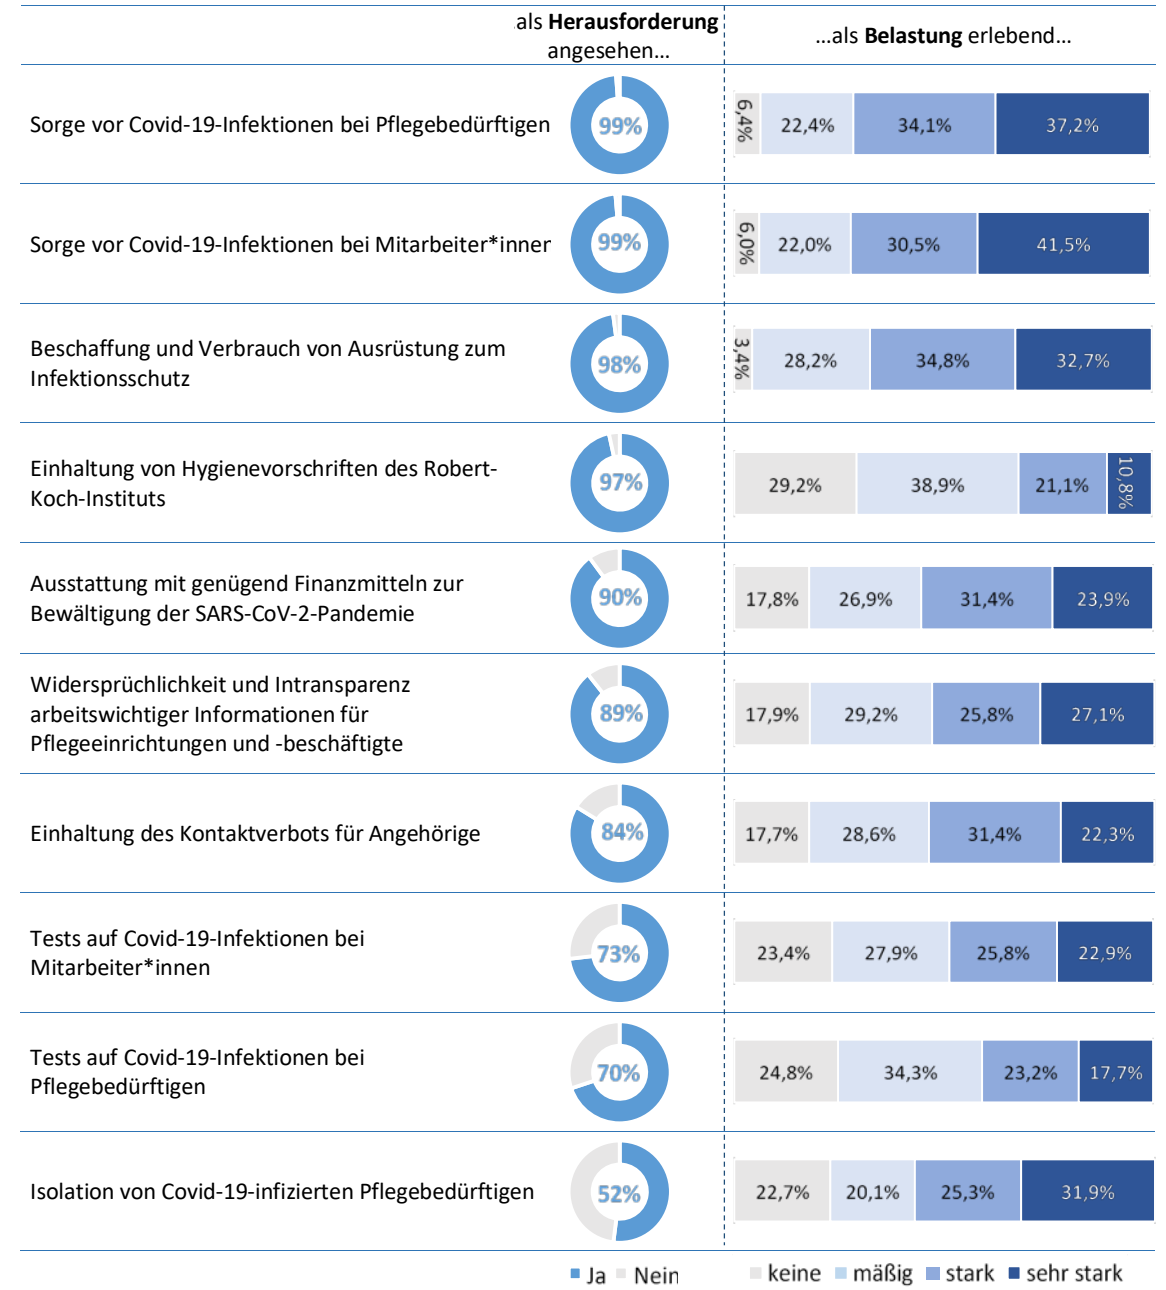 als Herausforderung
angesehen...
...als Belastung erlebend...
Sorge vor Covid-19-Infektionen bei Pflegebedürftigen
99%
6,4%
22,4%
34,1%
37,2%
Sorge vor Covid-19-Infektionen bei Mitarbeiter*inner
99%
6,0%
22,0%
30,5%
41,5%
Beschaffung und Verbrauch von Ausrüstung zum
Infektionsschutz
98%
3,4%
28,2%
34,8%
32,7%
Einhaltung von Hygienevorschriften des Robert-
Koch-Instituts
97%
29,2%
38,9%
21,1%
10,8%
Ausstattung mit genügend Finanzmitteln zur
Bewältigung der SARS-CoV-2-Pandemie
90%
17,8%
26,9%
31,4%
23,9%
Widersprüchlichkeit und Intransparenz
arbeitswichtiger Informationen für
Pflegeeinrichtungen und -beschäftigte
89%
17,9%
29,2%
25,8%
27,1%
Einhaltung des Kontaktverbots für Angehörige
84%
17,7%
28,6%
31,4%
22,3%
Tests auf Covid-19-Infektionen bei
Mitarbeiter*innen
73%
23,4%
27,9%
25,8%
22,9%
Tests auf Covid-19-Infektionen bei
Pflegebedürftigen
70%
24,8%
34,3%
23,2%
17,7%
Isolation von Covid-19-infizierten Pflegebedürftigen
52%
22,7%
20,1%
25,3%
31,9%
Ja Nein
keine mäßig stark sehr stark